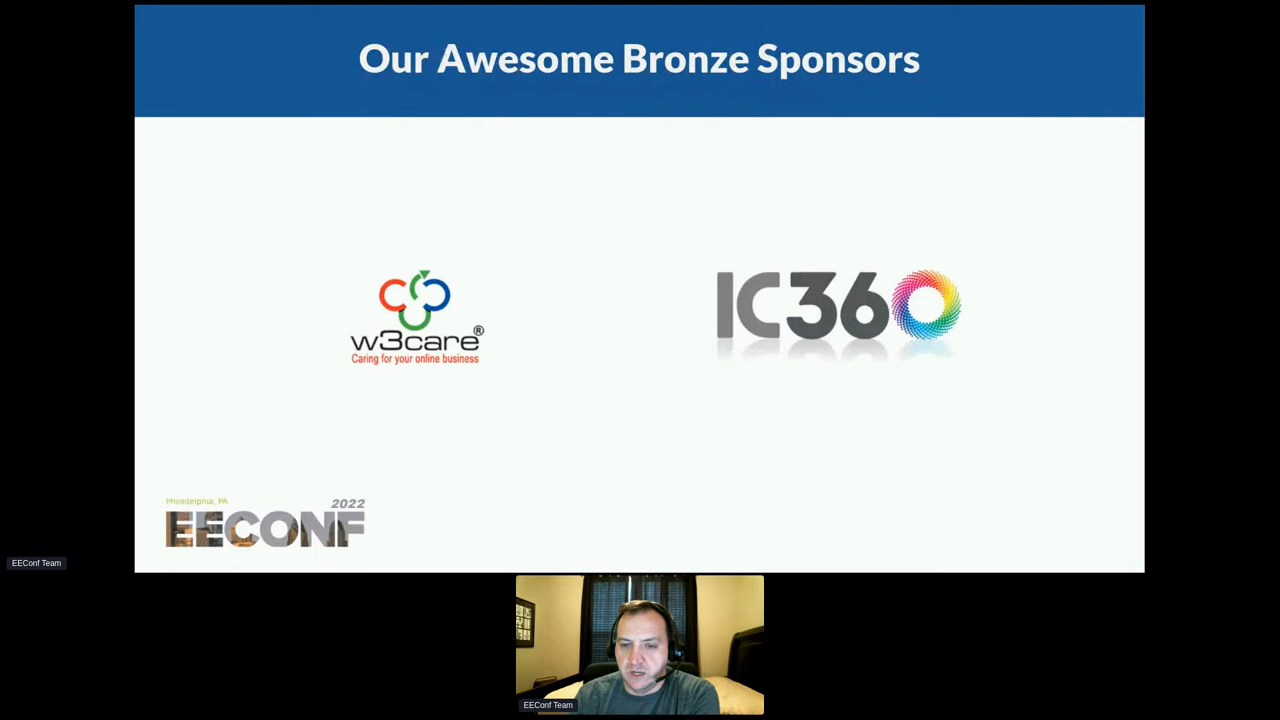 Our Awesome Bronze Sponsors
w3care®
Caring for your online business
IC360
Philadelphia, PA
2022
EECONF
EEConf Team
EEConf Team